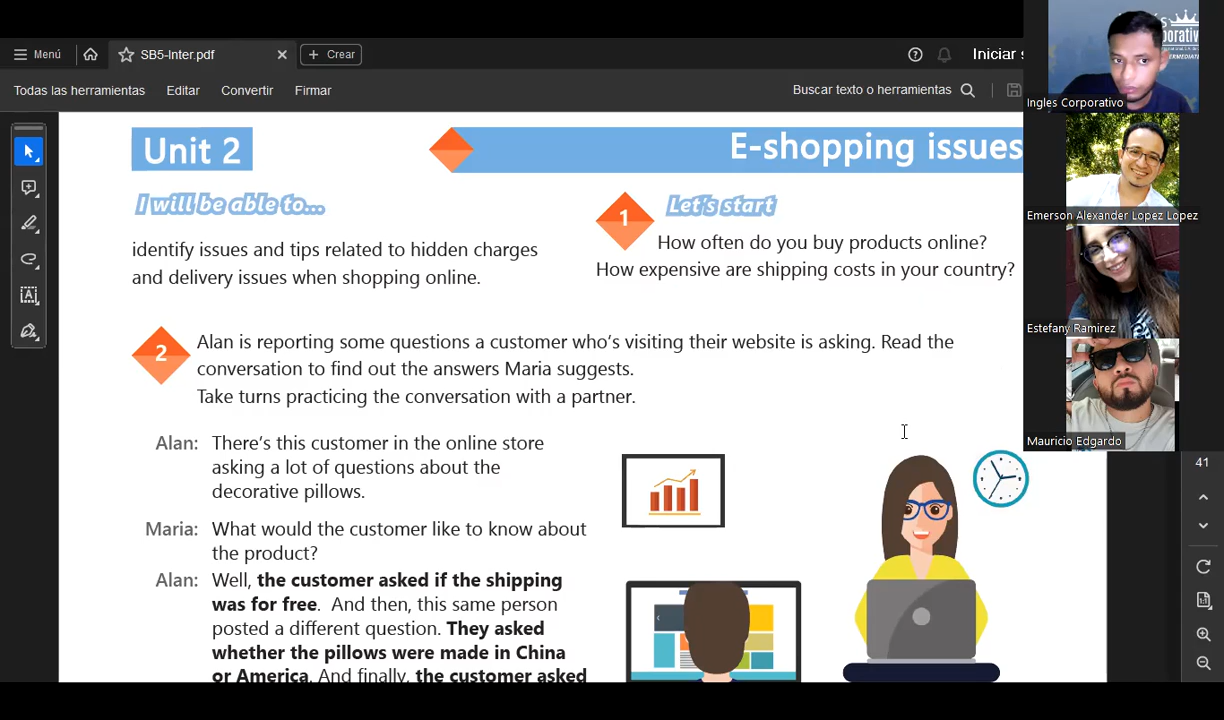 Menú
SB5-Inter.pdf
Crear
Iniciar s
Todas las herramientas
Editar
Convertir
Firmar
Buscar texto o herramientas
Ingles Corporativo
Emerson Alexander Lopez Lopez
Estefany Ramirez
Mauricio Edgardo
41
Unit 2
E-shopping issues
I will be able to...
identify issues and tips related to hidden charges
and delivery issues when shopping online.
1
Let's start
How often do you buy products online?
How expensive are shipping costs in your country?
2
Alan is reporting some questions a customer who's visiting their website is asking. Read the
conversation to find out the answers Maria suggests.
Take turns practicing the conversation with a partner.
Alan: There's this customer in the online store
asking a lot of questions about the
decorative pillows.
Maria: What would the customer like to know about
the product?
Alan: Well, the customer asked if the shipping
was for free. And then, this same person
posted a different question. They asked
whether the pillows were made in China
or America. And finally, the customer asked